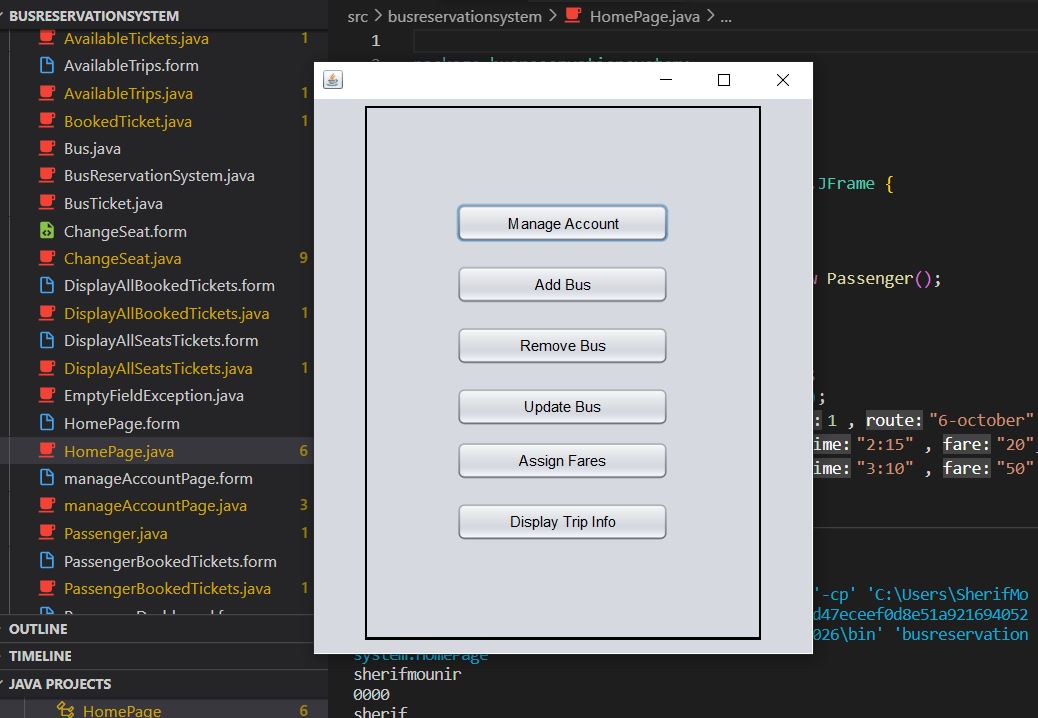 BUSRESERVATIONSYSTEM
AvailableTickets.java 1
AvailableTrips.form
AvailableTrips.java 1
BookedTicket.java 1
Bus.java
BusReservationSystem.java
BusTicket.java
ChangeSeat.form
ChangeSeat.java 9
DisplayAllBookedTickets.form
DisplayAllBookedTickets.java 1
DisplayAllSeatsTickets.form
DisplayAllSeatsTickets.java 1
EmptyFieldException.java
HomePage.form
HomePage.java 6
manageAccountPage.form
manageAccountPage.java 3
Passenger.java 1
PassengerBookedTickets.form
PassengerBookedTickets.java 1
OUTLINE
TIMELINE
JAVA PROJECTS
HomePage 6
src > busreservationsystem > HomePage.java > ...
1
Manage Account
Add Bus
Remove Bus
Update Bus
Assign Fares
Display Trip Info
.JFrame {
Passenger();
);
:1 , route: "6-october"
ime: "2:15" , fare: "20"
ime: "3:10" , fare: "50"
'-cp' 'C:\Users\SherifMo
d47eceef0d8e51a921694052
026\bin' 'busreservation
system.HomePage
sherifmounir
0000
sherif